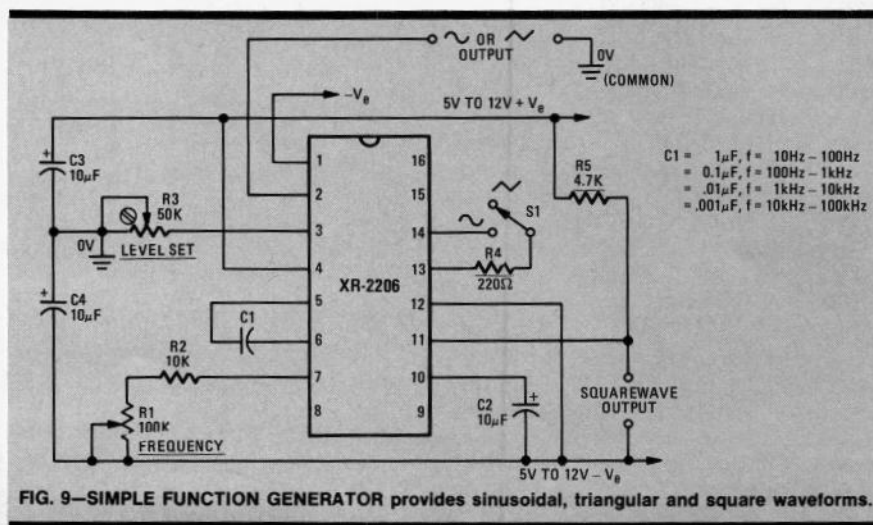 ∿ OR
OUTPUT
0V
(COMMON)
−Ve
5V TO 12V + Ve
C3
10μF
R3
50K
0V
LEVEL SET
C4
10μF
R2
10K
R1
100K
FREQUENCY
C1
XR-2206
1
2
3
4
5
6
7
8
16
15
14
13
12
11
10
9
S1
R4
220Ω
R5
4.7K
C1 = 1μF, f = 10Hz – 100Hz
= 0.1μF, f = 100Hz – 1kHz
= .01μF, f = 1kHz – 10kHz
= .001μF, f = 10kHz – 100kHz
C2
10μF
SQUAREWAVE
OUTPUT
5V TO 12V − Ve
FIG. 9—SIMPLE FUNCTION GENERATOR provides sinusoidal, triangular and square waveforms.